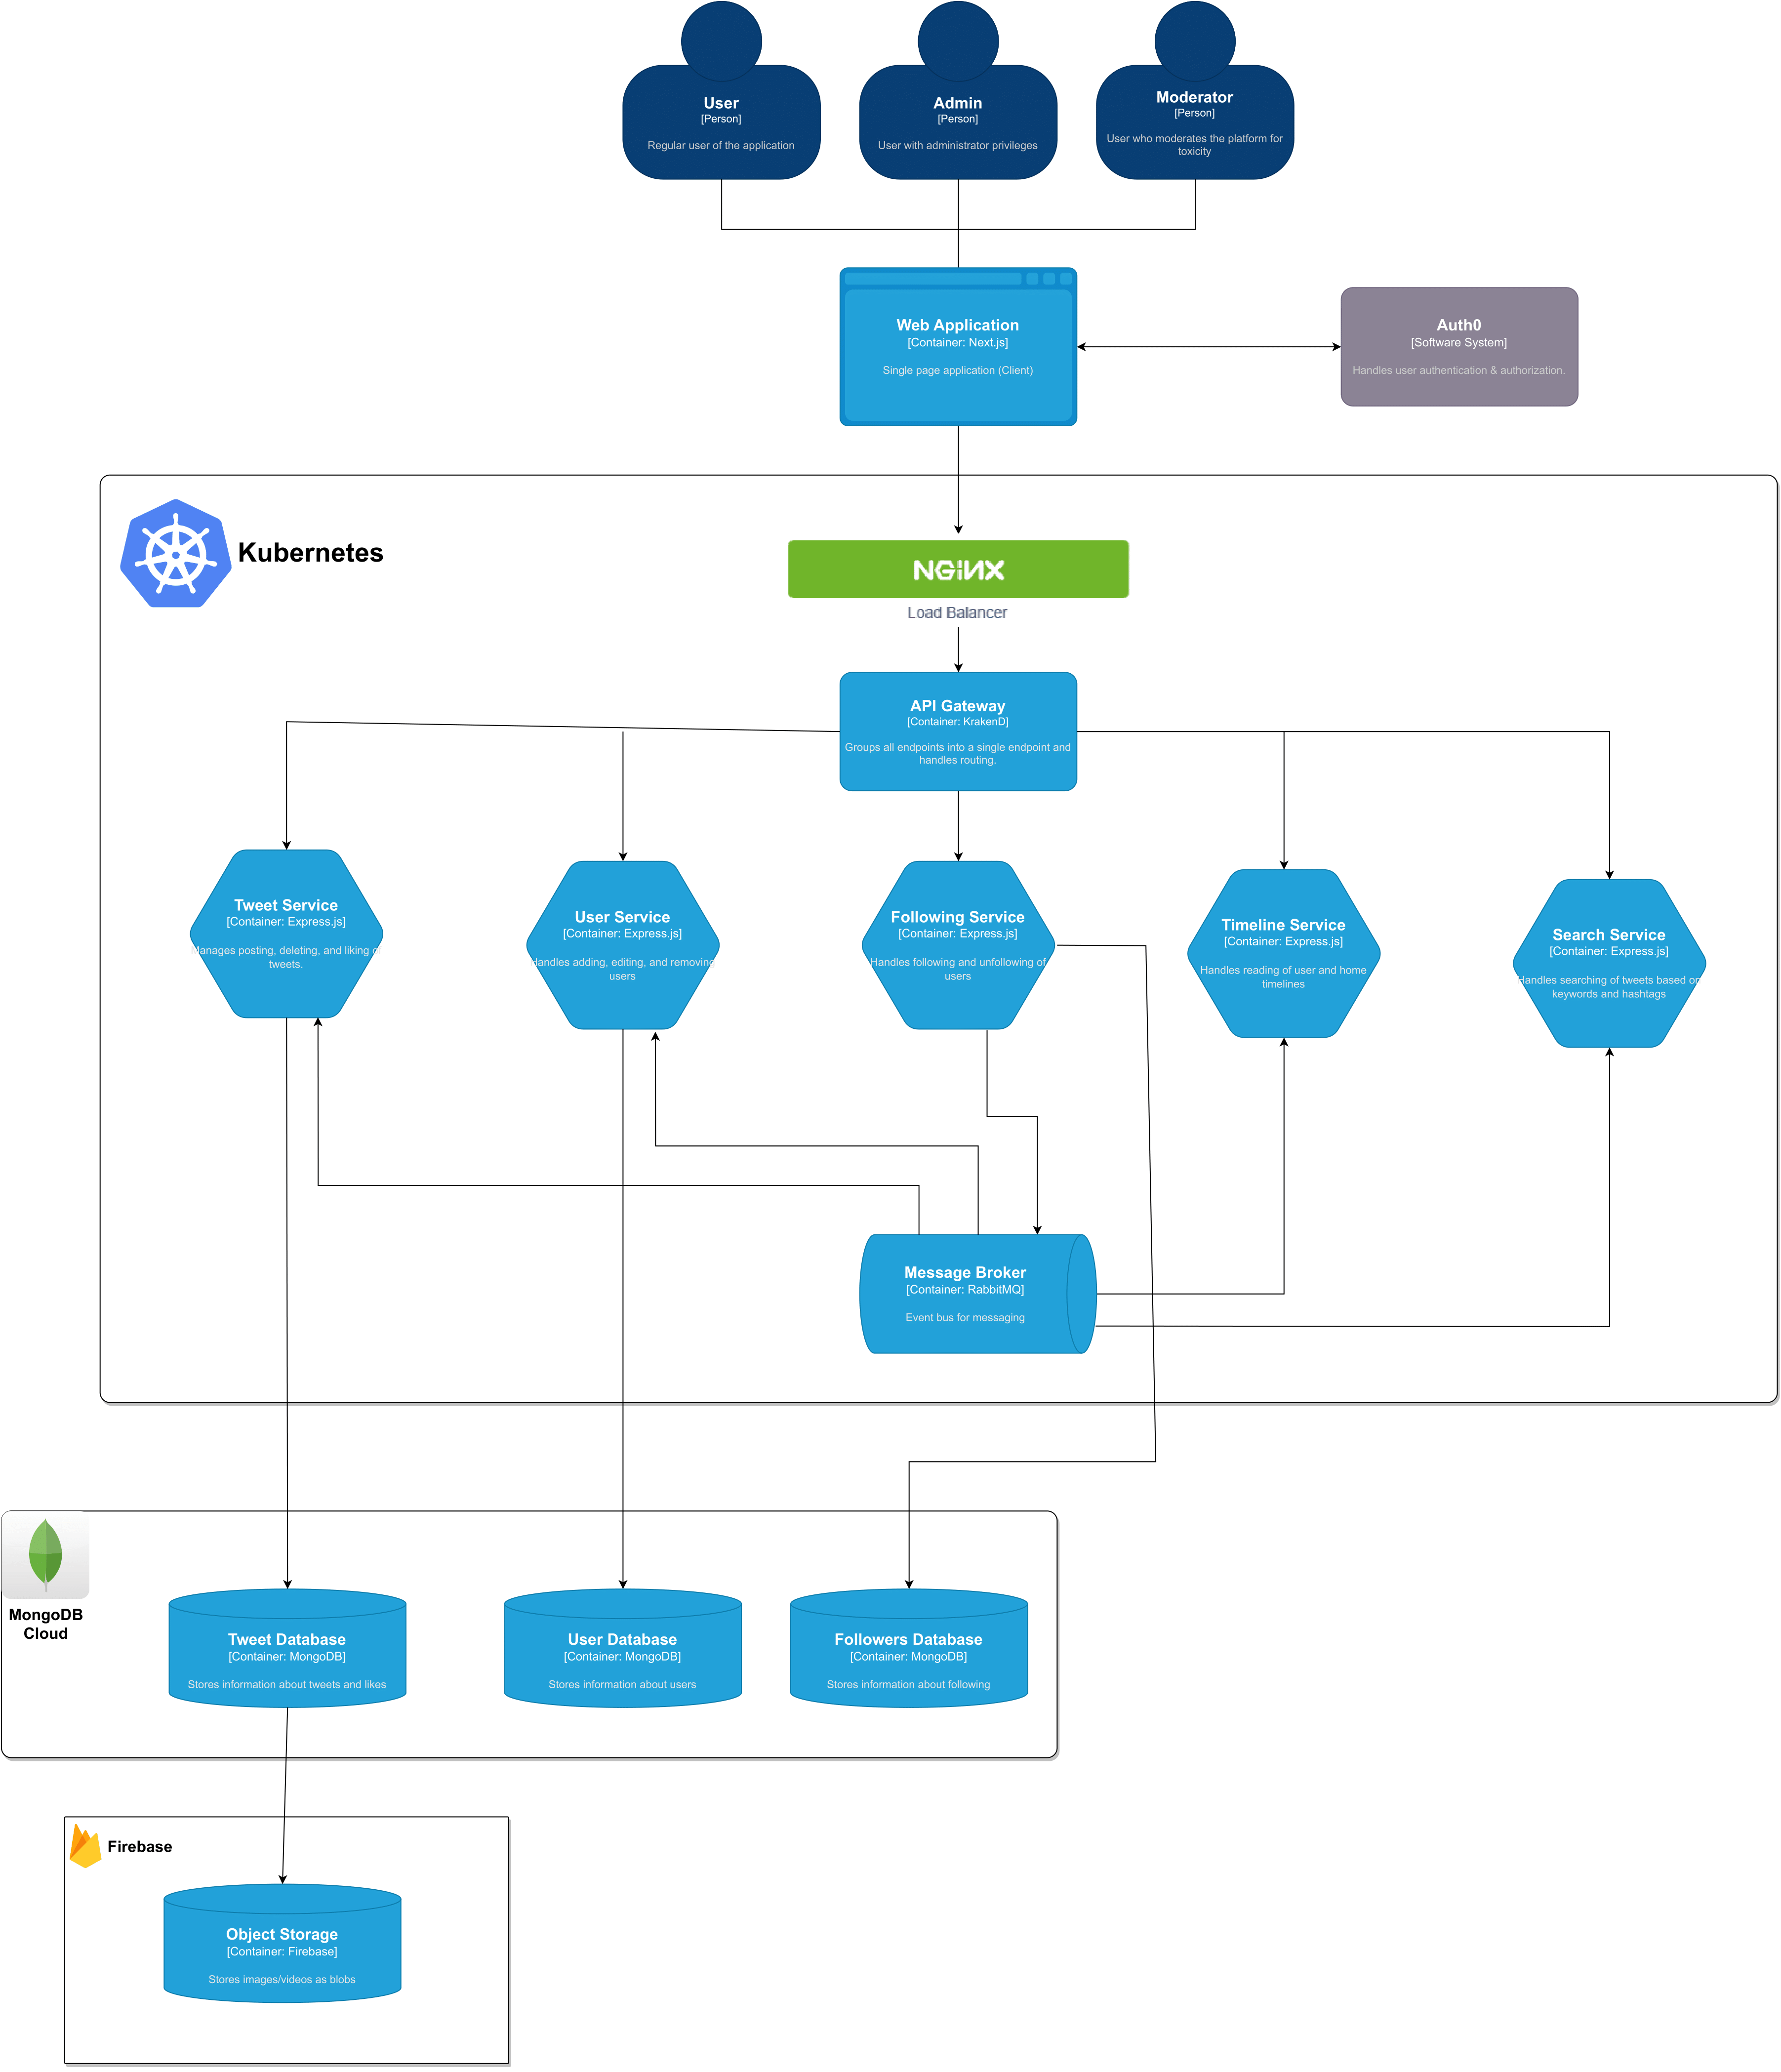 User
[Person]
Regular user of the application
Admin
[Person]
User with administrator privileges
Moderator
[Person]
User who moderates the platform for
toxicity
Web Application
[Container: Next.js]
Single page application (Client)
Auth0
[Software System]
Handles user authentication & authorization.
Kubernetes
NGINX
Load Balancer
API Gateway
[Container: KrakenD]
Groups all endpoints into a single endpoint and
handles routing.
Tweet Service
[Container: Express.js]
Manages posting, deleting, and liking of
tweets.
User Service
[Container: Express.js]
Handles adding, editing, and removing
users
Following Service
[Container: Express.js]
Handles following and unfollowing of
users
Timeline Service
[Container: Express.js]
Handles reading of user and home
timelines
Search Service
[Container: Express.js]
Handles searching of tweets based on
keywords and hashtags
Message Broker
[Container: RabbitMQ]
Event bus for messaging
MongoDB
Cloud
Tweet Database
[Container: MongoDB]
Stores information about tweets and likes
User Database
[Container: MongoDB]
Stores information about users
Followers Database
[Container: MongoDB]
Stores information about following
Firebase
Object Storage
[Container: Firebase]
Stores images/videos as blobs